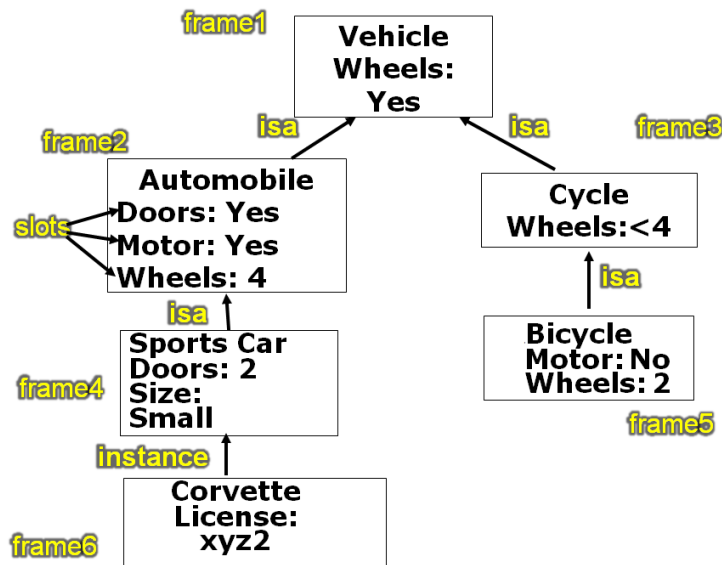 frame1
Vehicle
Wheels:
Yes
isa
isa
frame2
frame3
Automobile
Doors: Yes
Motor: Yes
Wheels: 4
slots
Cycle
Wheels:<4
isa
isa
Sports Car
Doors: 2
Size:
Small
frame4
Bicycle
Motor: No
Wheels: 2
frame5
instance
Corvette
License:
xyz2
frame6